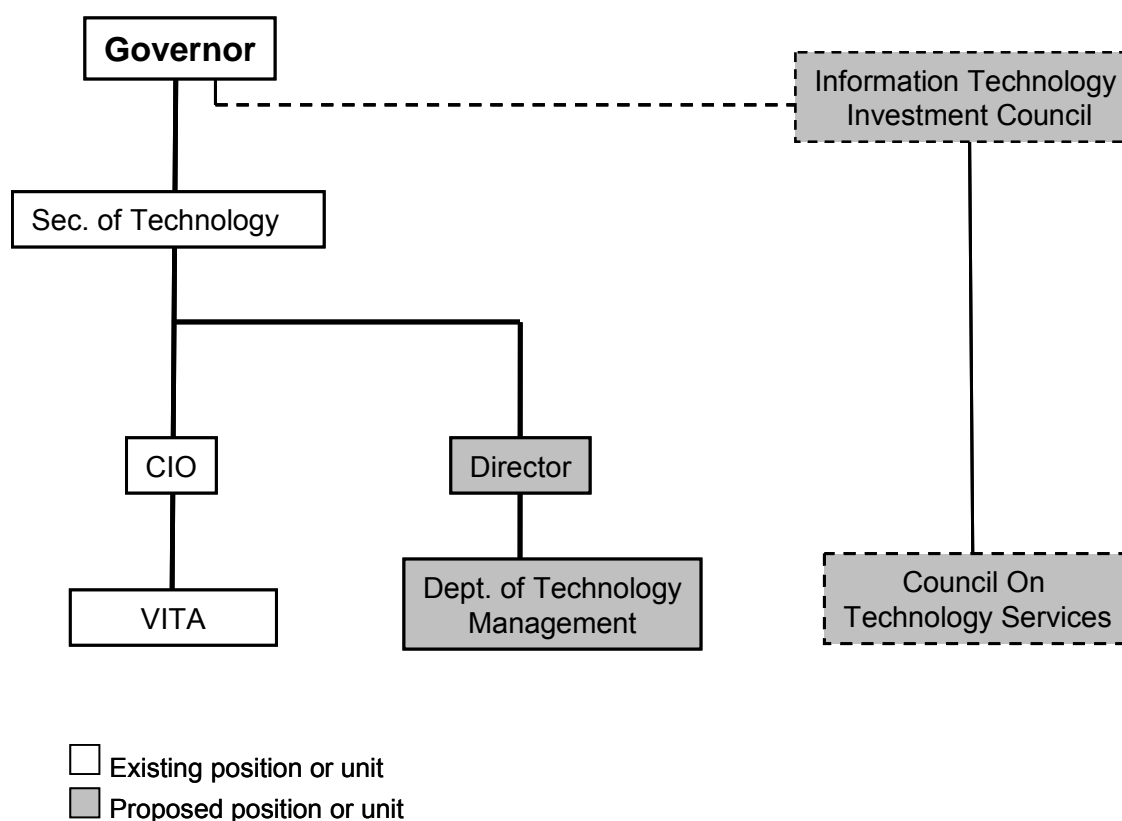 Governor
Information Technology
Investment Council
Sec. of Technology
CIO
Director
VITA
Dept. of Technology
Management
Council On
Technology Services
Existing position or unit
Proposed position or unit